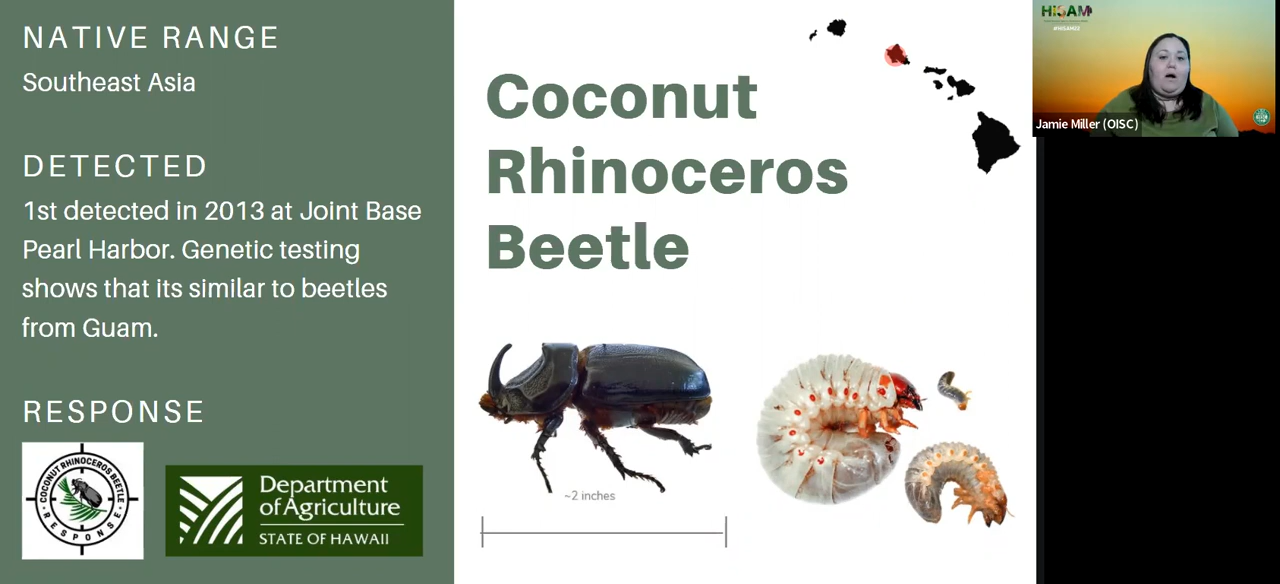 NATIVE RANGE
Southeast Asia
DETECTED
1st detected in 2013 at Joint Base
Pearl Harbor. Genetic testing
shows that its similar to beetles
from Guam.
RESPONSE
COCONUT RHINOCEROS BEETLE
RESPONSE
Department
of Agriculture
STATE OF HAWAII
Coconut
Rhinoceros
Beetle
~2 inches
HISAM
#HISAM22
Jamie Miller (OISC)